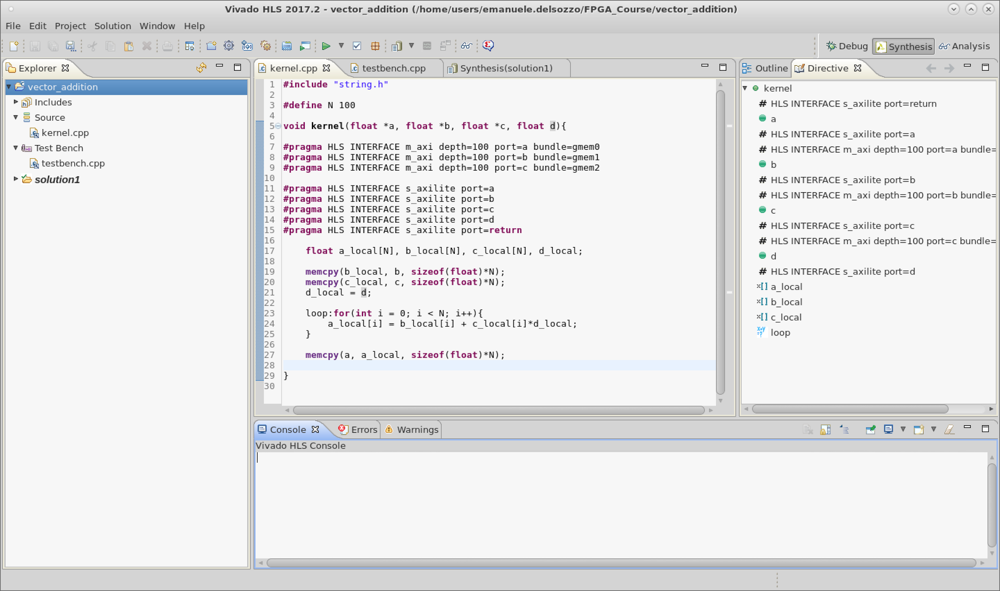 Vivado HLS 2017.2 - vector_addition (/home/users/emanuele.delsozzo/FPGA_Course/vector_addition)
File Edit Project Solution Window Help
Debug Synthesis Analysis
Explorer
vector_addition
Includes
Source
kernel.cpp
Test Bench
testbench.cpp
solution1
kernel.cpp testbench.cpp Synthesis(solution1)
1 #include "string.h"
2
3 #define N 100
4
5 void kernel(float *a, float *b, float *c, float d){
6
7 #pragma HLS INTERFACE m_axi depth=100 port=a bundle=gmem0
8 #pragma HLS INTERFACE m_axi depth=100 port=b bundle=gmem1
9 #pragma HLS INTERFACE m_axi depth=100 port=c bundle=gmem2
10
11 #pragma HLS INTERFACE s_axilite port=a
12 #pragma HLS INTERFACE s_axilite port=b
13 #pragma HLS INTERFACE s_axilite port=c
14 #pragma HLS INTERFACE s_axilite port=d
15 #pragma HLS INTERFACE s_axilite port=return
16
17     float a_local[N], b_local[N], c_local[N], d_local;
18
19     memcpy(b_local, b, sizeof(float)*N);
20     memcpy(c_local, c, sizeof(float)*N);
21     d_local = d;
22
23     loop:for(int i = 0; i < N; i++){
24         a_local[i] = b_local[i] + c_local[i]*d_local;
25     }
26
27     memcpy(a, a_local, sizeof(float)*N);
28
29 }
30
Outline Directive
kernel
# HLS INTERFACE s_axilite port=return
a
# HLS INTERFACE s_axilite port=a
# HLS INTERFACE m_axi depth=100 port=a bundle=
b
# HLS INTERFACE s_axilite port=b
# HLS INTERFACE m_axi depth=100 port=b bundle=
c
# HLS INTERFACE s_axilite port=c
# HLS INTERFACE m_axi depth=100 port=c bundle=
d
# HLS INTERFACE s_axilite port=d
x[] a_local
x[] b_local
x[] c_local
loop
Console Errors Warnings
Vivado HLS Console